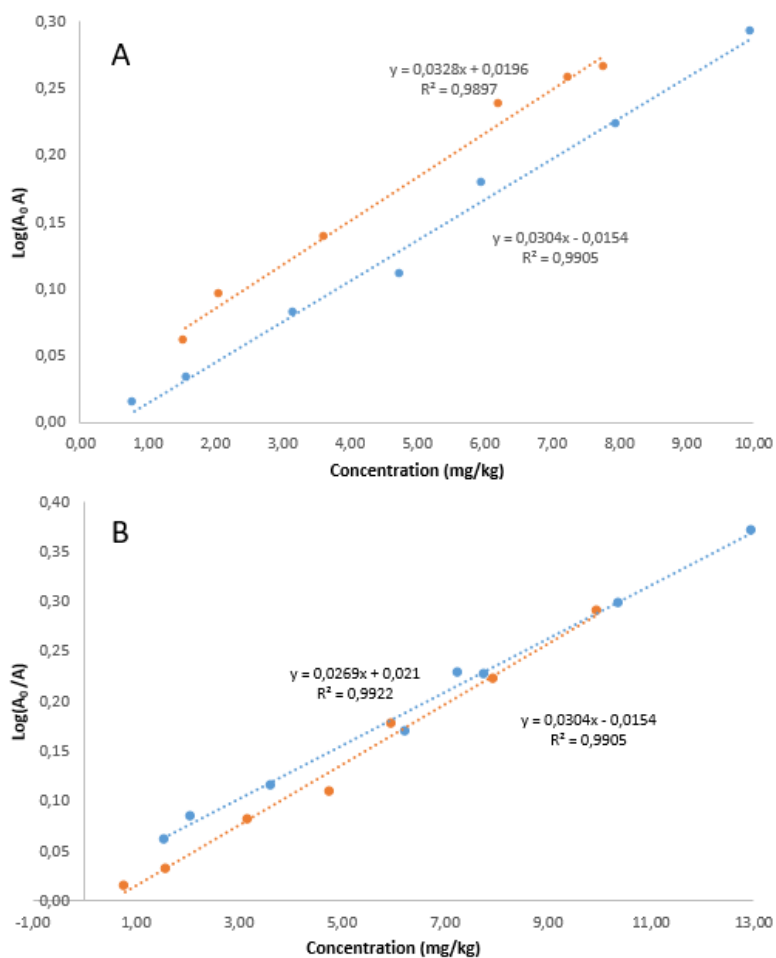 A
0,30
0,25
0,20
0,15
0,10
0,05
0,00
Log(A₀ A)
y = 0,0328x + 0,0196
R² = 0,9897
y = 0,0304x - 0,0154
R² = 0,9905
0,00 1,00 2,00 3,00 4,00 5,00 6,00 7,00 8,00 9,00 10,00
Concentration (mg/kg)
B
0,40
0,35
0,30
0,25
0,20
0,15
0,10
0,05
0,00
Log(A₀/A)
y = 0,0269x + 0,021
R² = 0,9922
y = 0,0304x - 0,0154
R² = 0,9905
-1,00 1,00 3,00 5,00 7,00 9,00 11,00 13,00
Concentration (mg/kg)